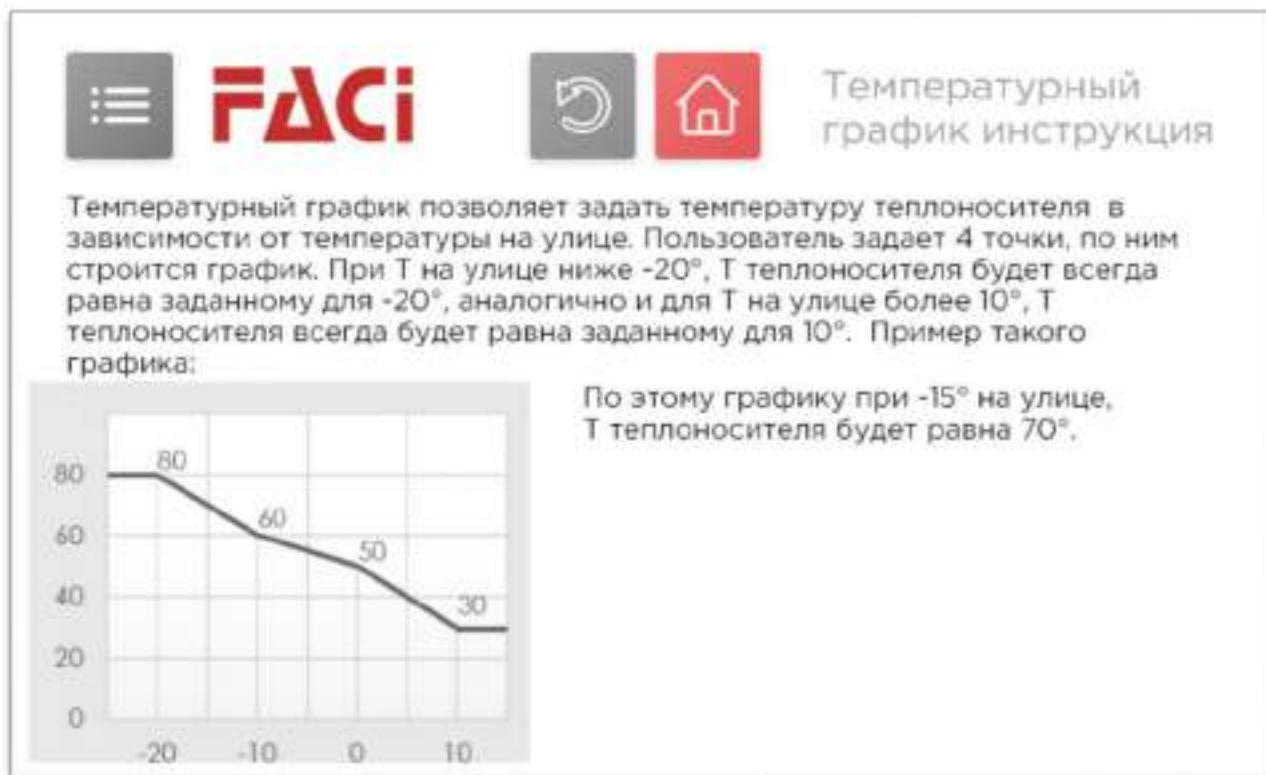 FACi
Температурный
график инструкция
Температурный график позволяет задать температуру теплоносителя в
зависимости от температуры на улице. Пользователь задает 4 точки, по ним
строится график. При Т на улице ниже -20°, Т теплоносителя будет всегда
равна заданному для -20°, аналогично и для Т на улице более 10°, Т
теплоносителя всегда будет равна заданному для 10°. Пример такого
графика:
По этому графику при -15° на улице,
Т теплоносителя будет равна 70°.
80
60
40
20
0
80
60
50
30
-20
-10
0
10